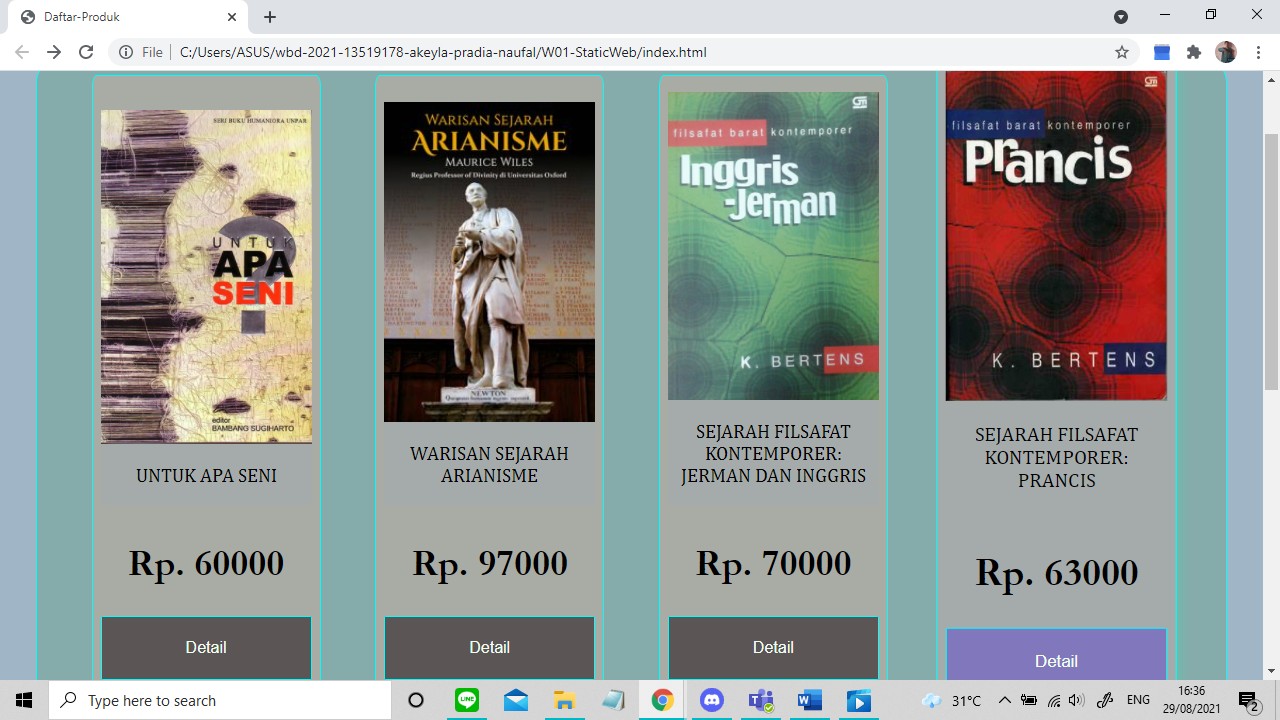 Daftar-Produk
File
C:/Users/ASUS/wbd-2021-13519178-akeyla-pradia-naufal/W01-StaticWeb/index.html
SERI BUKU HUMANIORA UNPAR
UNTUK
APA
SENI
?
editor
BAMBANG SUGIHARTO
UNTUK APA SENI
Rp. 60000
Detail
WARISAN SEJARAH
ARIANISME
MAURICE WILES
Regius Professor of Divinity di Universitas Oxford
NEWTON
WARISAN SEJARAH
ARIANISME
Rp. 97000
Detail
GM
filsafat barat kontemporer
Inggris
-Jerman
K. BERTENS
SEJARAH FILSAFAT
KONTEMPORER:
JERMAN DAN INGGRIS
Rp. 70000
Detail
GM
filsafat barat kontemporer
Prancis
K. BERTENS
SEJARAH FILSAFAT
KONTEMPORER:
PRANCIS
Rp. 63000
Detail
Type here to search
LINE
31°C
ENG
16:36
29/08/2021
2